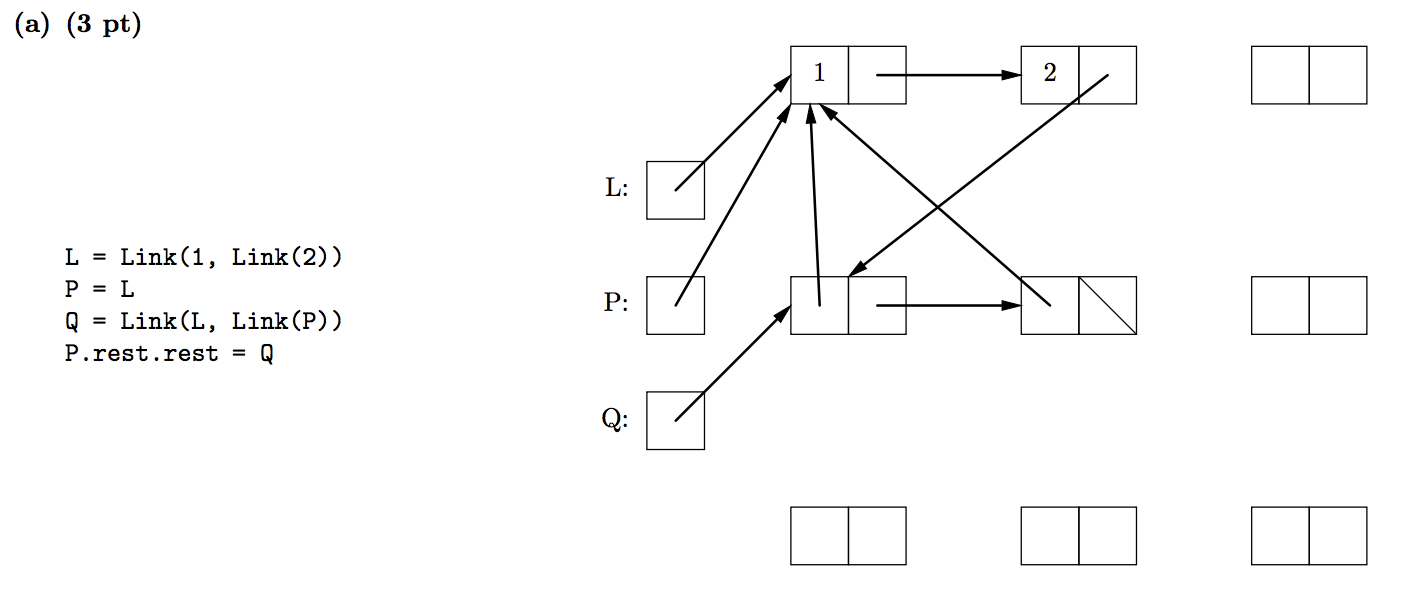 (a) (3 pt)
1
2
L:
L = Link(1, Link(2))
P = L
P:
Q = Link(L, Link(P))
P.rest.rest = Q
Q: